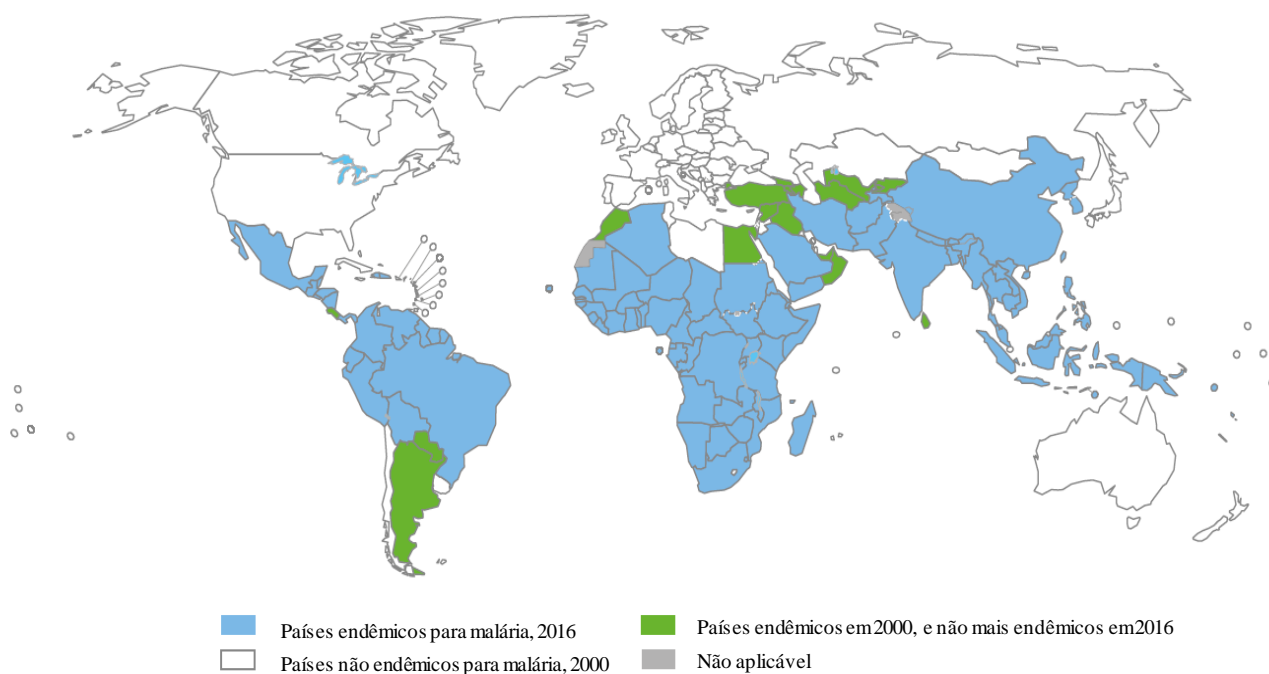 Países endêmicos para malária, 2016
Países endêmicos em 2000, e não mais endêmicos em 2016
Países não endêmicos para malária, 2000
Não aplicável